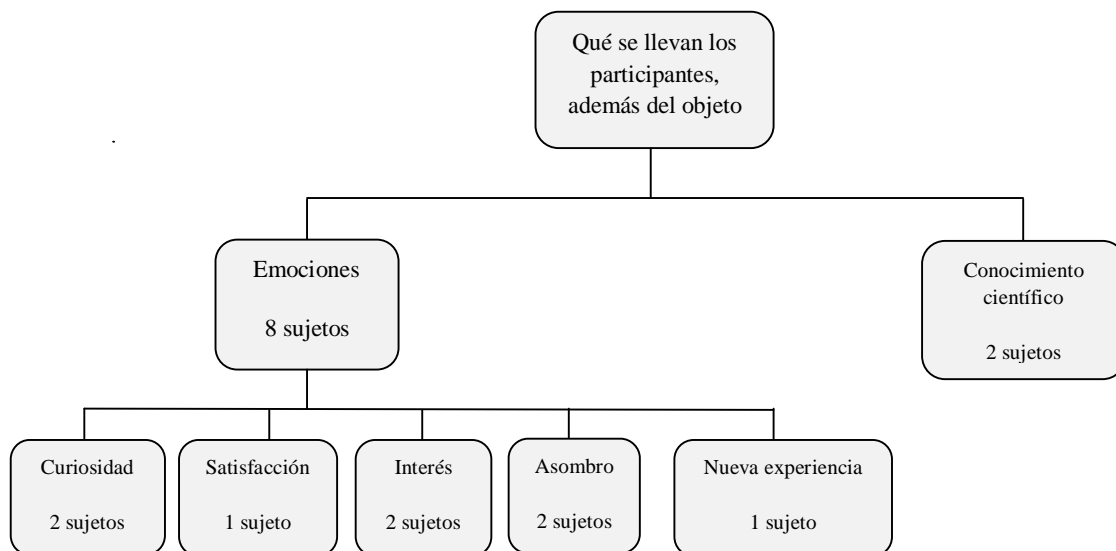 Qué se llevan los
participantes,
además del objeto
Emociones
8 sujetos
Conocimiento
científico
2 sujetos
Curiosidad
2 sujetos
Satisfacción
1 sujeto
Interés
2 sujetos
Asombro
2 sujetos
Nueva experiencia
1 sujeto